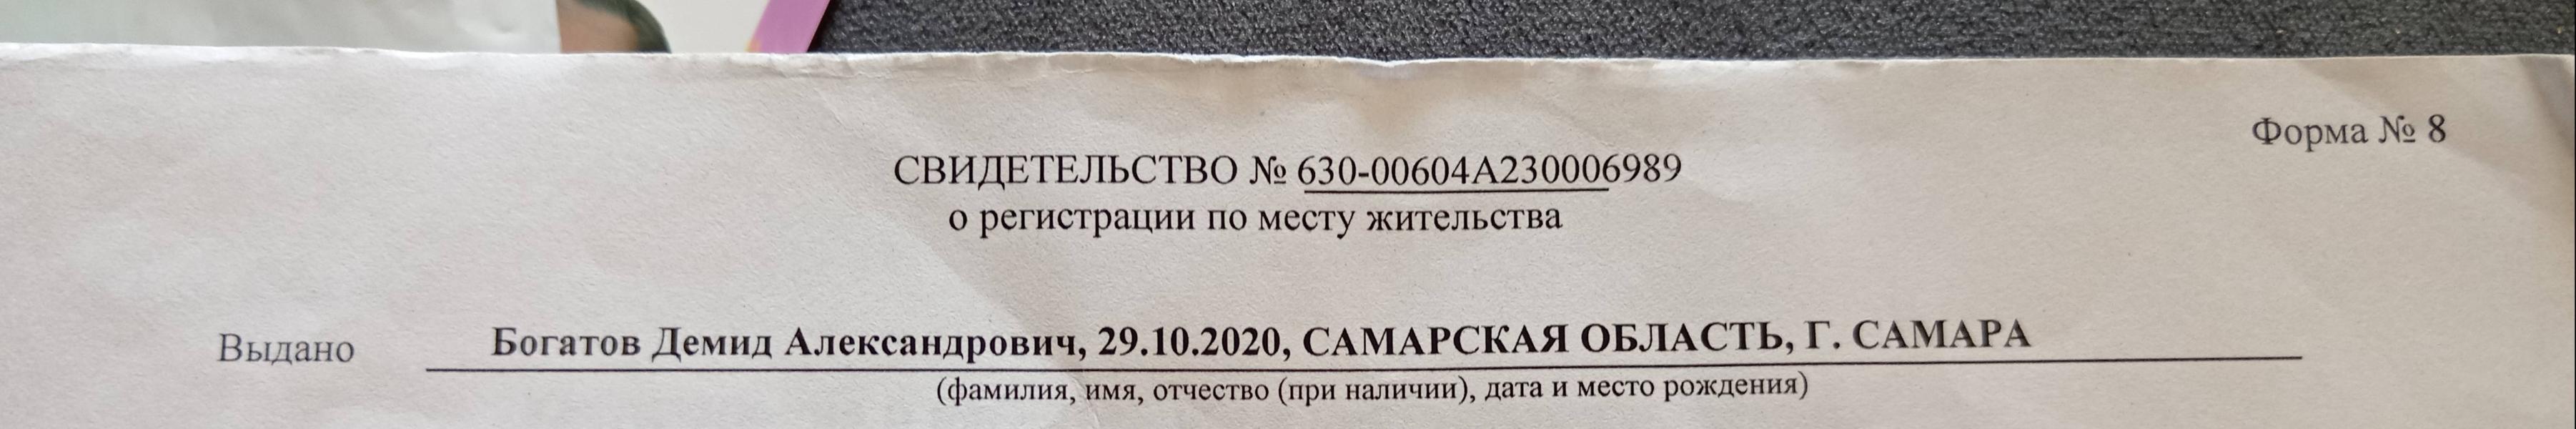 Форма № 8
СВИДЕТЕЛЬСТВО № 630-00604А230006989
о регистрации по месту жительства
Выдано Богатов Демид Александрович, 29.10.2020, САМАРСКАЯ ОБЛАСТЬ, Г. САМАРА
(фамилия, имя, отчество (при наличии), дата и место рождения)